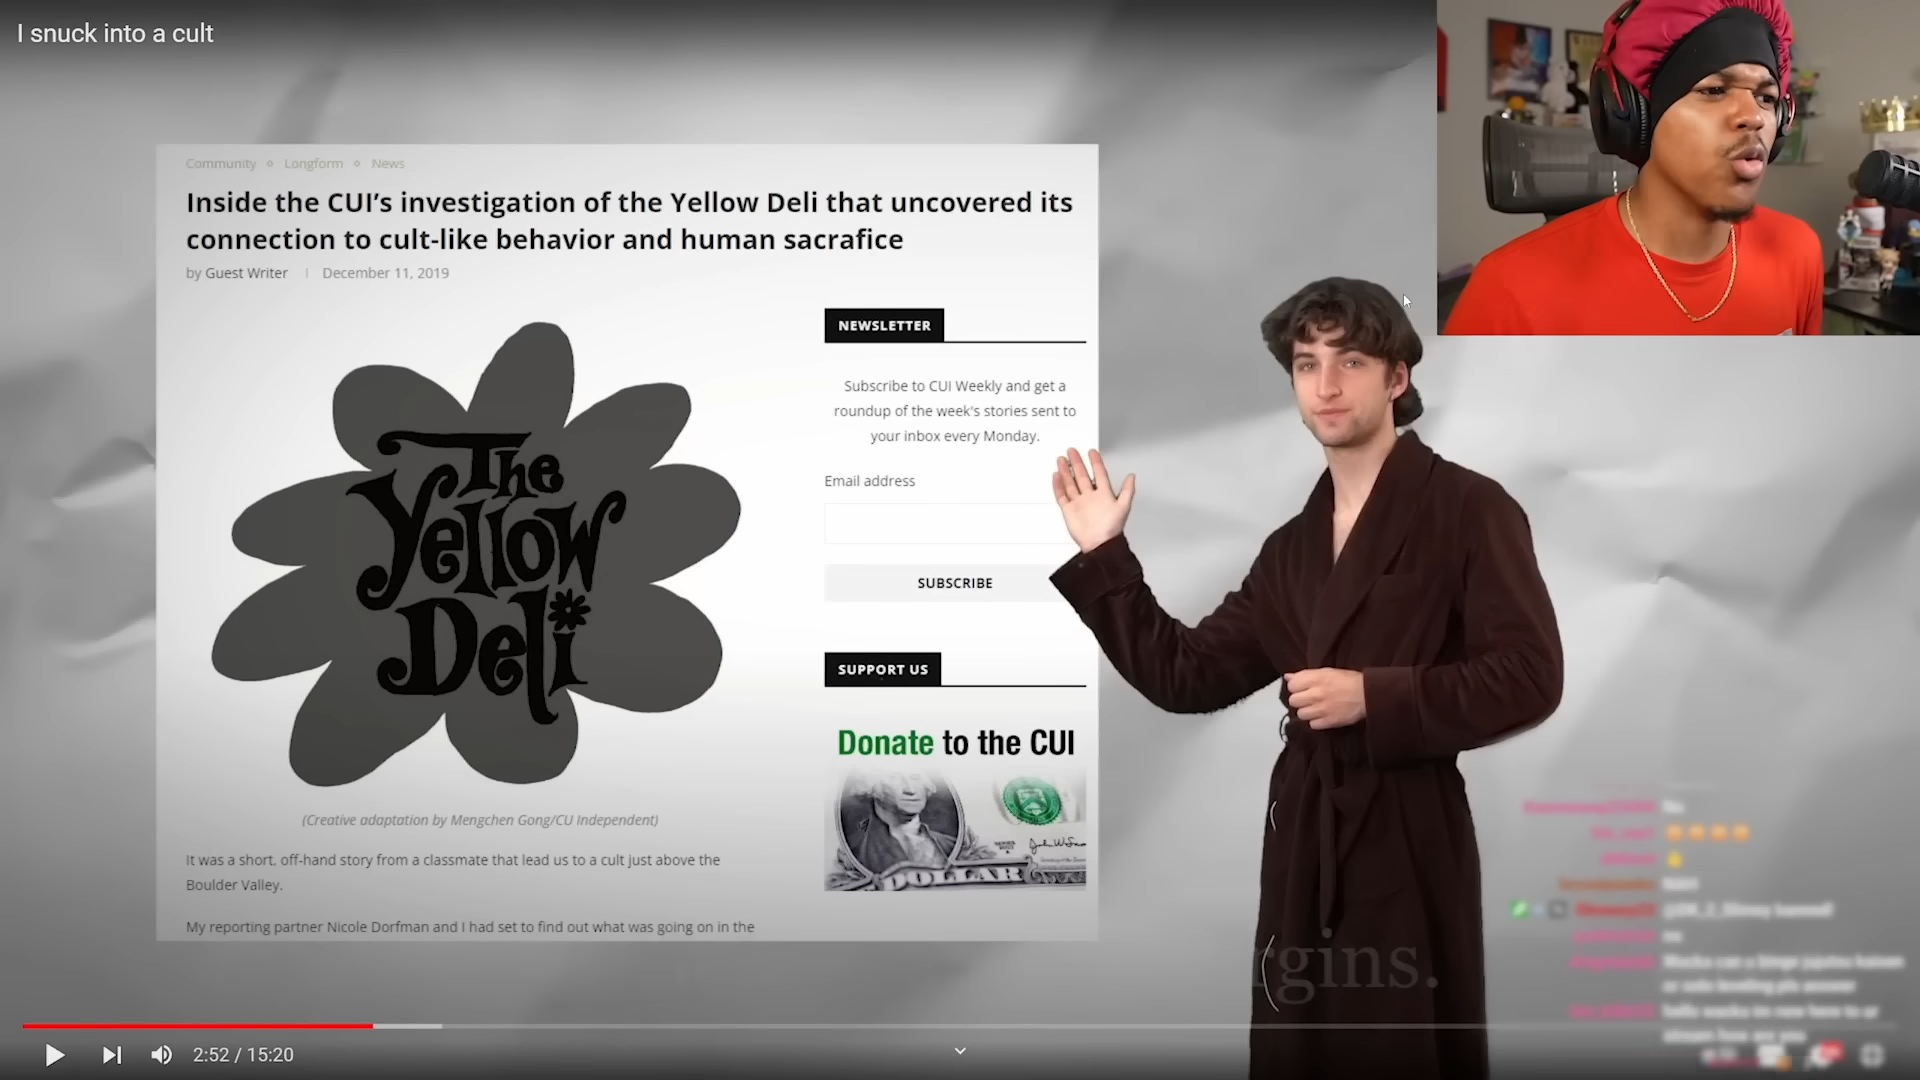 I snuck into a cult
Community Longform News
Inside the CUI’s investigation of the Yellow Deli that uncovered its
connection to cult-like behavior and human sacrafice
by Guest Writer | December 11, 2019
The
Yellow
Deli
(Creative adaptation by Mengchen Gong/CU Independent)
It was a short, off-hand story from a classmate that lead us to a cult just above the
Boulder Valley.
My reporting partner Nicole Dorfman and I had set to find out what was going on in the
NEWSLETTER
Subscribe to CUI Weekly and get a
roundup of the week's stories sent to
your inbox every Monday.
Email address
SUBSCRIBE
SUPPORT US
Donate to the CUI
DOLLAR
rgins.
2:52 / 15:20